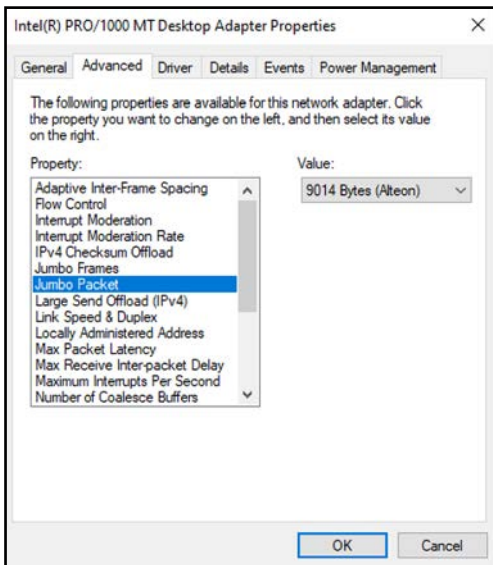 Intel(R) PRO/1000 MT Desktop Adapter Properties
General Advanced Driver Details Events Power Management
The following properties are available for this network adapter. Click
the property you want to change on the left, and then select its value
on the right.
Property:
Value:
Adaptive Inter-Frame Spacing
Flow Control
Interrupt Moderation
Interrupt Moderation Rate
IPv4 Checksum Offload
Jumbo Frames
Jumbo Packet
Large Send Offload (IPv4)
Link Speed & Duplex
Locally Administered Address
Max Packet Latency
Max Receive Inter-packet Delay
Maximum Interrupts Per Second
Number of Coalesce Buffers
9014 Bytes (Alteon)
OK Cancel